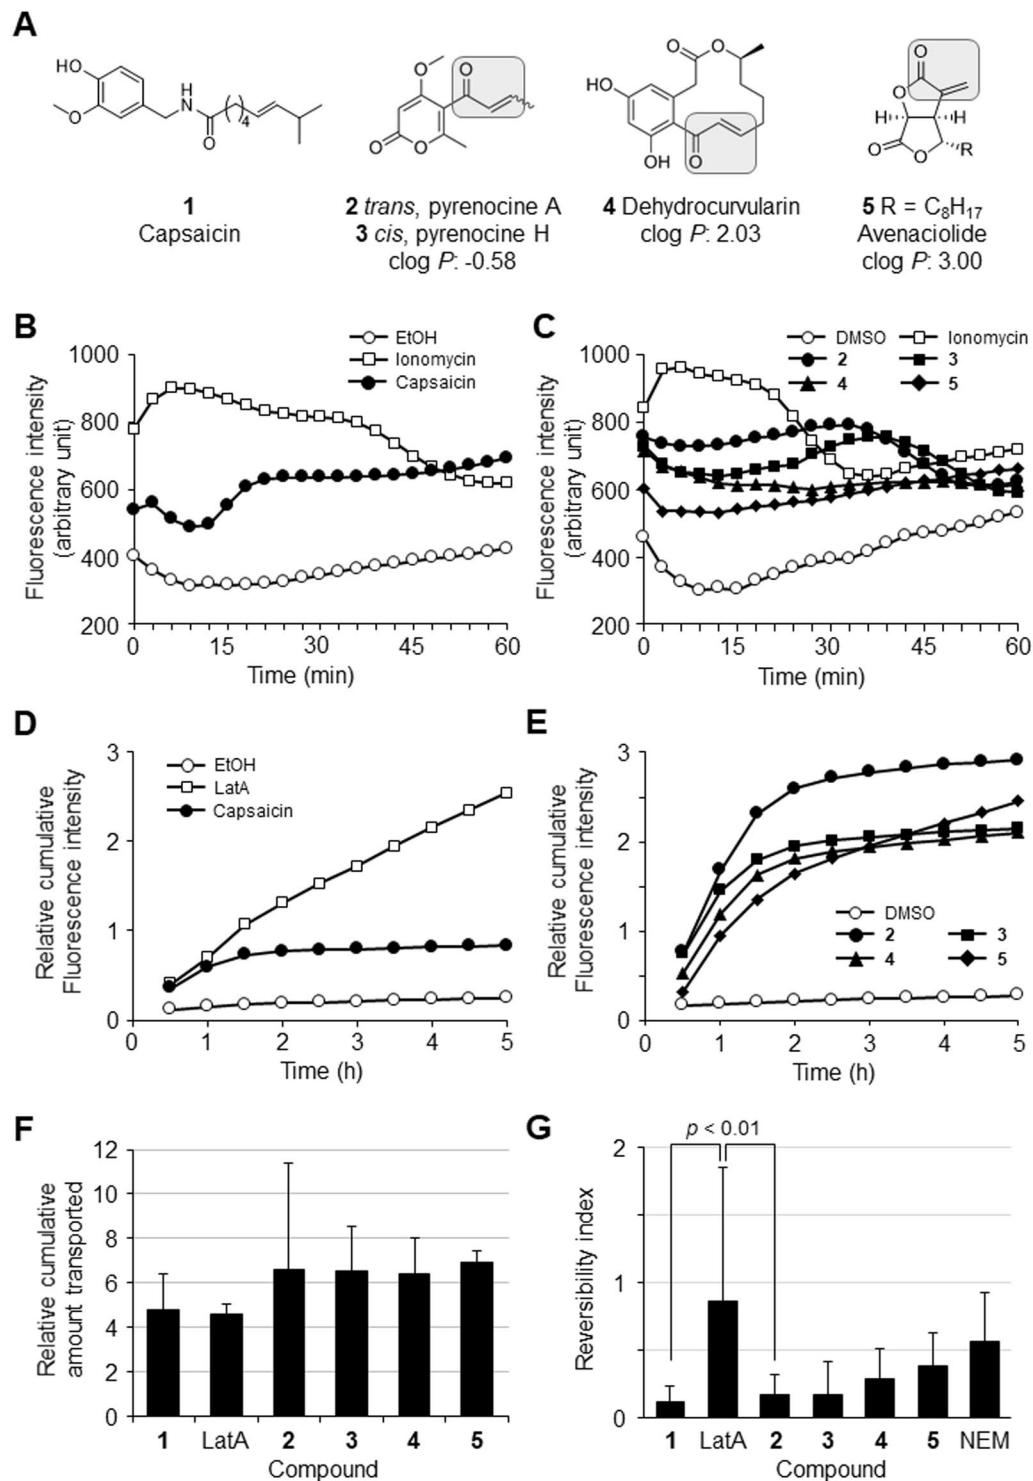 A
HO
O
H
N
O
4
1
Capsaicin
O
O
O
O
2 trans, pyrenocine A
3 cis, pyrenocine H
clog P: -0.58
O
O
HO
OH
O
4 Dehydrocurvularin
clog P: 2.03
O
O
H
H
O
O
R
5 R = C₈H₁₇
Avenaciolide
clog P: 3.00
B
EtOH
Ionomycin
Capsaicin
Fluorescence intensity
(arbitrary unit)
1000
800
600
400
200
0 15 30 45 60
Time (min)
C
DMSO Ionomycin
2 3
4 5
Fluorescence intensity
(arbitrary unit)
1000
800
600
400
200
0 15 30 45 60
Time (min)
D
EtOH
LatA
Capsaicin
Relative cumulative
Fluorescence intensity
3
2
1
0
0 1 2 3 4 5
Time (h)
E
DMSO
2 3
4 5
Relative cumulative
Fluorescence intensity
3
2
1
0
0 1 2 3 4 5
Time (h)
F
Relative cumulative
amount transported
12
10
8
6
4
2
0
1 LatA 2 3 4 5
Compound
G
p < 0.01
Reversibility index
2
1
0
1 LatA 2 3 4 5 NEM
Compound